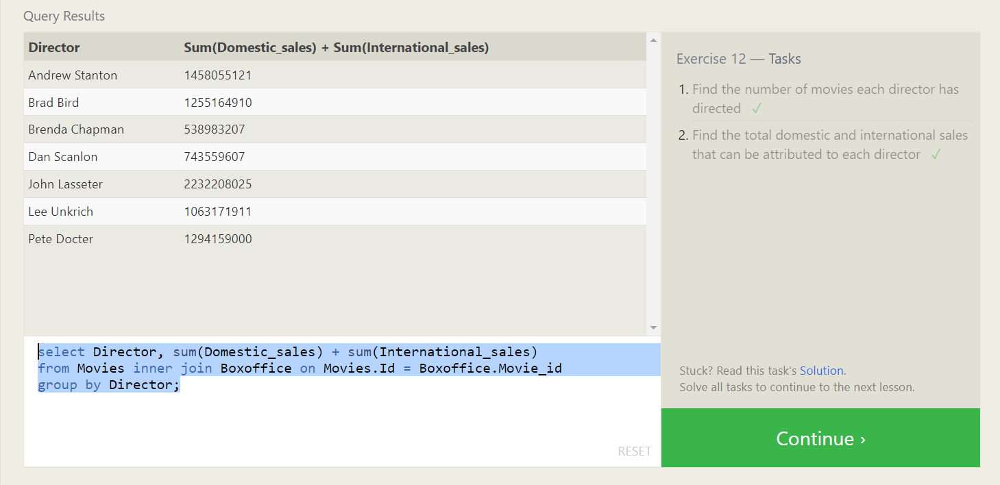 Query Results
Director Sum(Domestic_sales) + Sum(International_sales)
Andrew Stanton 1458055121
Brad Bird 1255164910
Brenda Chapman 538983207
Dan Scanlon 743559607
John Lasseter 2232208025
Lee Unkrich 1063171911
Pete Docter 1294159000
select Director, sum(Domestic_sales) + sum(International_sales)
from Movies inner join Boxoffice on Movies.Id = Boxoffice.Movie_id
group by Director;
RESET
Exercise 12 — Tasks
1. Find the number of movies each director has
directed ✓
2. Find the total domestic and international sales
that can be attributed to each director ✓
Stuck? Read this task's Solution.
Solve all tasks to continue to the next lesson.
Continue ›